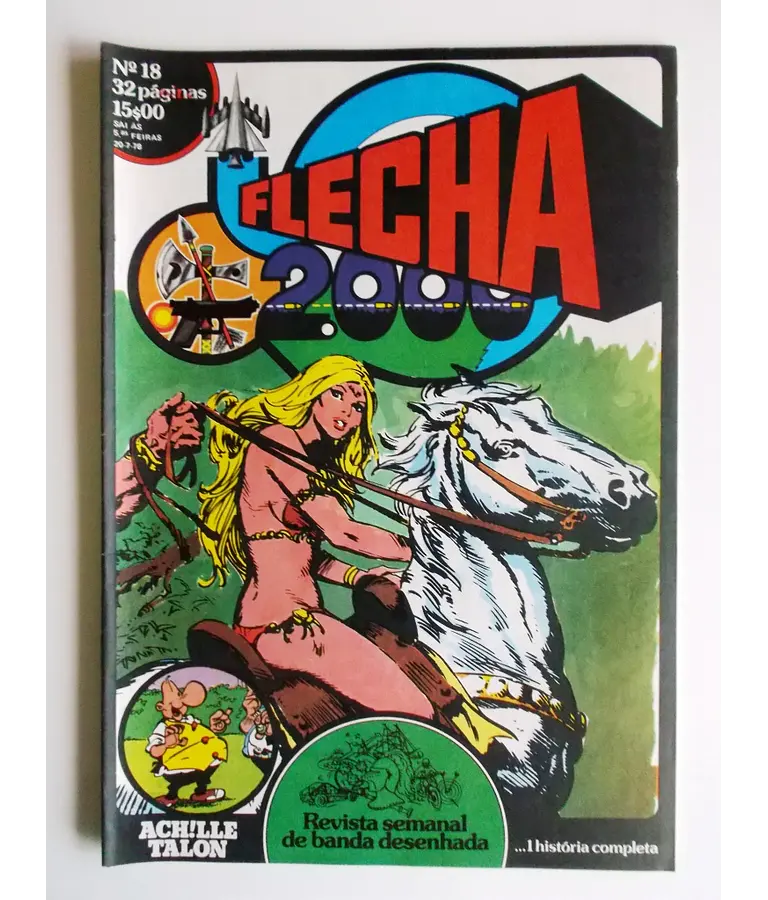 Nº 18
32 páginas
15$00
SAI ÀS
5.as FEIRAS
20-7-78
FLECHA
2.000
ACH!LLE
TALON
Revista semanal
de banda desenhada
...1 história completa